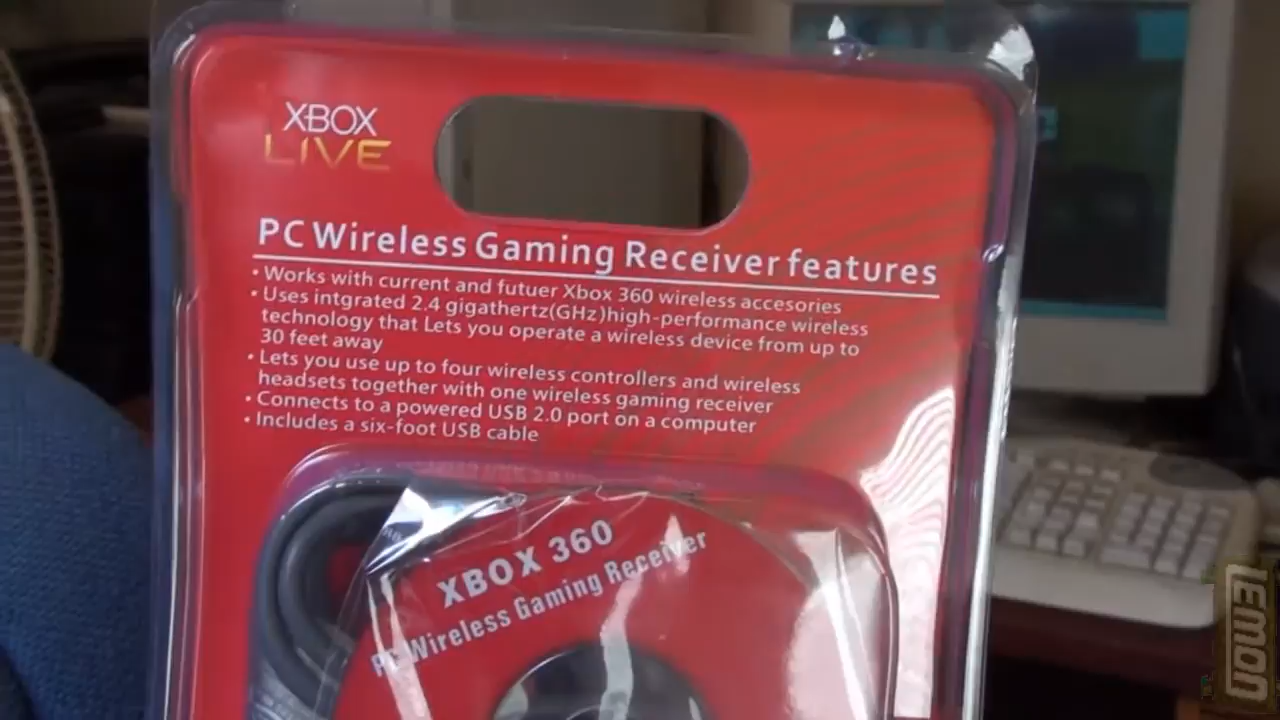 XBOX
LIVE
PC Wireless Gaming Receiver features
• Works with current and futuer Xbox 360 wireless accesories
• Uses intgrated 2.4 gigathertz(GHz)high-performance wireless
technology that Lets you operate a wireless device from up to
30 feet away
• Lets you use up to four wireless controllers and wireless
headsets together with one wireless gaming receiver
• Connects to a powered USB 2.0 port on a computer
• Includes a six-foot USB cable
XBOX 360
PC Wireless Gaming Receiver
LEMON